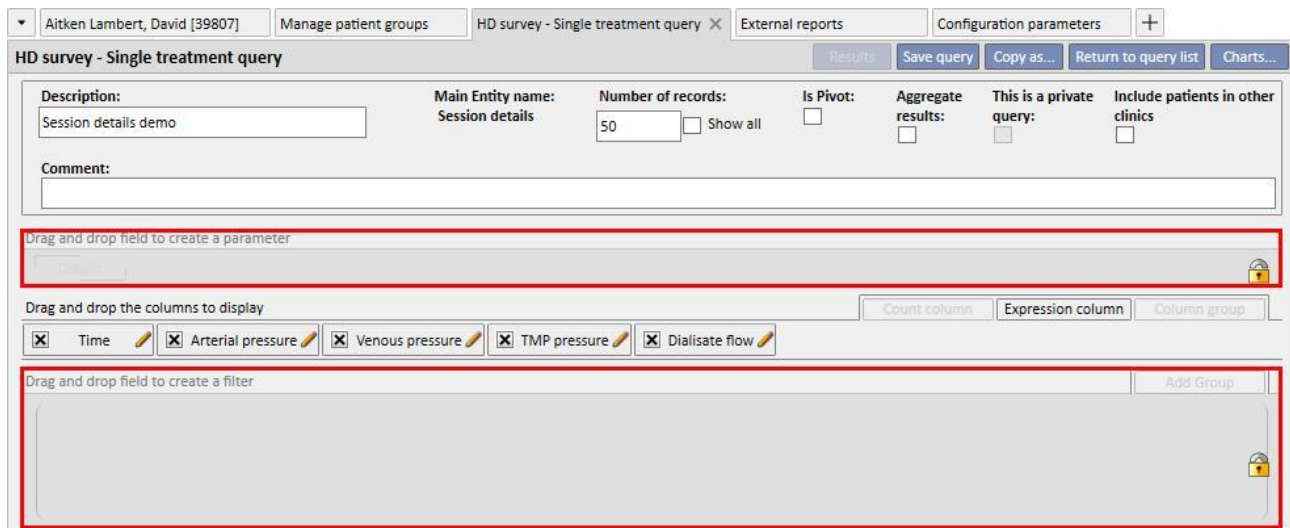 Aitken Lambert, David [39807] Manage patient groups HD survey - Single treatment query External reports Configuration parameters
HD survey - Single treatment query Results Save query Copy as... Return to query list Charts...
Description: Main Entity name: Number of records: Is Pivot: Aggregate results: This is a private query: Include patients in other clinics
Session details demo Session details 50 Show all
Comment:
Drag and drop field to create a parameter
Drag and drop the columns to display Count column Expression column Column group
Time Arterial pressure Venous pressure TMP pressure Dialisate flow
Drag and drop field to create a filter Add Group